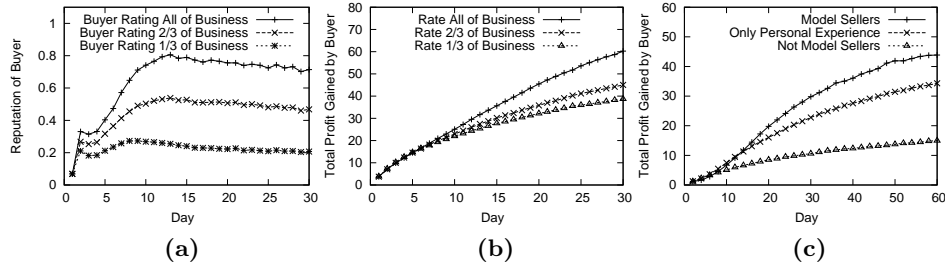 Reputation of Buyer
1
0.8
0.6
0.4
0.2
0
Buyer Rating All of Business
Buyer Rating 2/3 of Business
Buyer Rating 1/3 of Business
0 5 10 15 20 25 30
Day
(a)
Total Profit Gained by Buyer
80
70
60
50
40
30
20
10
0
Rate All of Business
Rate 2/3 of Business
Rate 1/3 of Business
0 5 10 15 20 25 30
Day
(b)
Total Profit Gained by Buyer
50
40
30
20
10
0
Model Sellers
Only Personal Experience
Not Model Sellers
0 10 20 30 40 50 60
Day
(c)